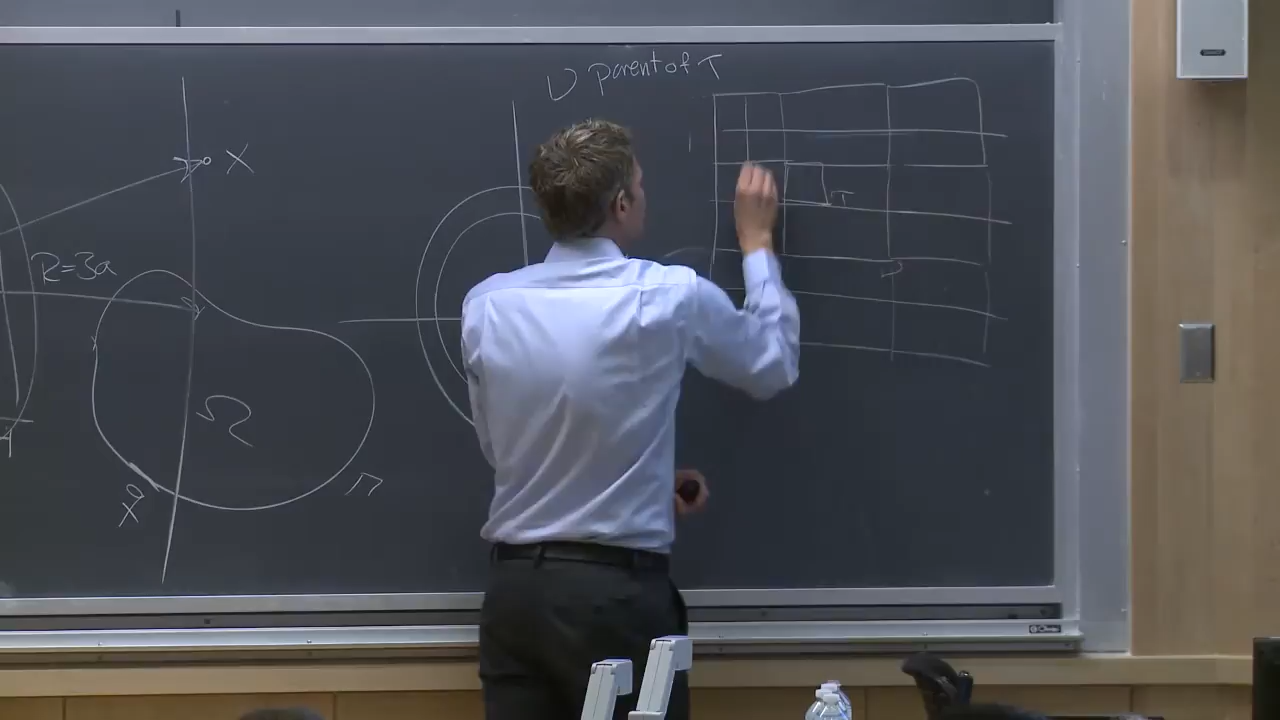 U parent of T
X
R=3a
T
Ω
Γ
x